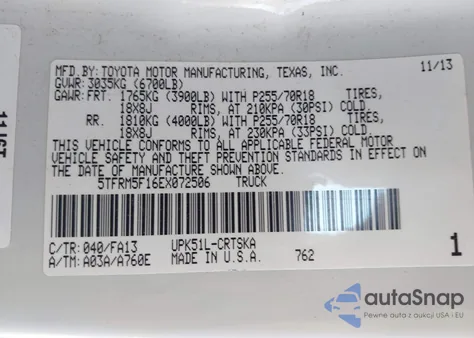 MFD.BY: TOYOTA MOTOR MANUFACTURING, TEXAS, INC. 11/13
GVWR: 3035KG (6700LB)
GAWR: FRT. 1765KG (3900LB) WITH P255/70R18 TIRES,
18X8J RIMS, AT 210KPA (30PSI) COLD.
RR. 1810KG (4000LB) WITH P255/70R18 TIRES,
18X8J RIMS, AT 230KPA (33PSI) COLD.
THIS VEHICLE CONFORMS TO ALL APPLICABLE FEDERAL MOTOR
VEHICLE SAFETY AND THEFT PREVENTION STANDARDS IN EFFECT ON
THE DATE OF MANUFACTURE SHOWN ABOVE.
5TFRM5F16EX072506 TRUCK
C/TR: 040/FA13 UPK51L-CRTSKA 1
A/TM: A03A/A760E MADE IN U.S.A. 762
autoSnap
Pewne auta z USA i EU